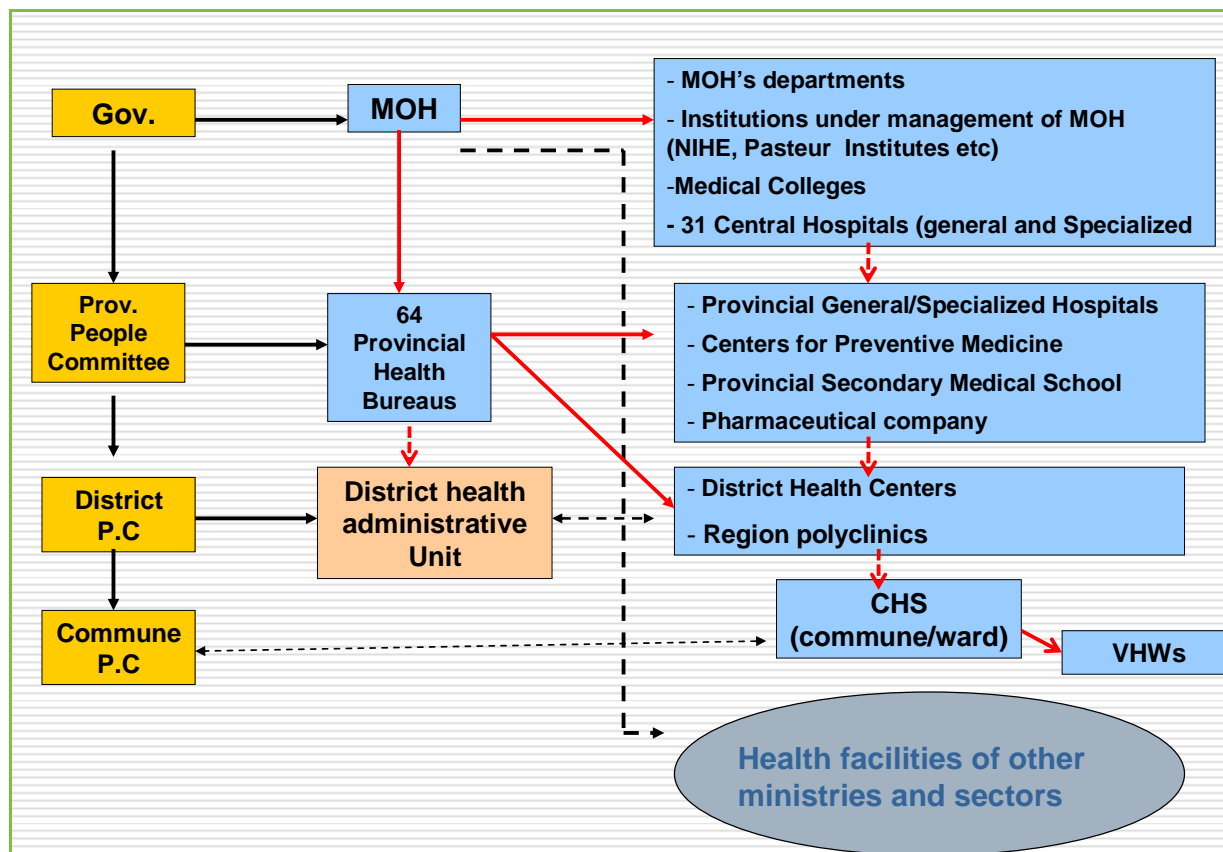 Gov.
MOH
- MOH's departments
- Institutions under management of MOH
(NIHE, Pasteur Institutes etc)
-Medical Colleges
- 31 Central Hospitals (general and Specialized
Prov.
People
Committee
64
Provincial
Health
Bureaus
- Provincial General/Specialized Hospitals
- Centers for Preventive Medicine
- Provincial Secondary Medical School
- Pharmaceutical company
District
P.C
District health
administrative
Unit
- District Health Centers
- Region polyclinics
Commune
P.C
CHS
(commune/ward)
VHWs
Health facilities of other
ministries and sectors